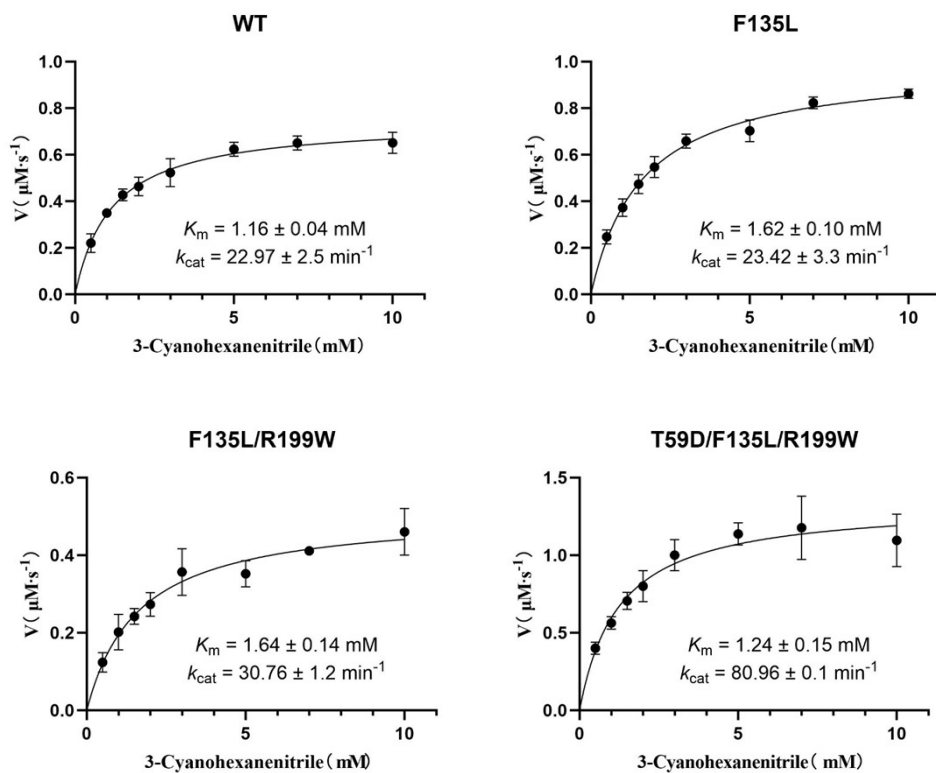 WT
1.0
0.8
0.6
0.4
0.2
0.0
V( μM·s⁻¹)
Kₘ = 1.16 ± 0.04 mM
k_cat = 22.97 ± 2.5 min⁻¹
0 5 10
3-Cyanohexanenitrile(mM)
F135L
1.0
0.8
0.6
0.4
0.2
0.0
V( μM·s⁻¹)
Kₘ = 1.62 ± 0.10 mM
k_cat = 23.42 ± 3.3 min⁻¹
0 5 10
3-Cyanohexanenitrile(mM)
F135L/R199W
0.6
0.4
0.2
0.0
V( μM·s⁻¹)
Kₘ = 1.64 ± 0.14 mM
k_cat = 30.76 ± 1.2 min⁻¹
0 5 10
3-Cyanohexanenitrile( mM)
T59D/F135L/R199W
1.5
1.0
0.5
0.0
V( μM·s⁻¹)
Kₘ = 1.24 ± 0.15 mM
k_cat = 80.96 ± 0.1 min⁻¹
0 5 10
3-Cyanohexanenitrile( mM)